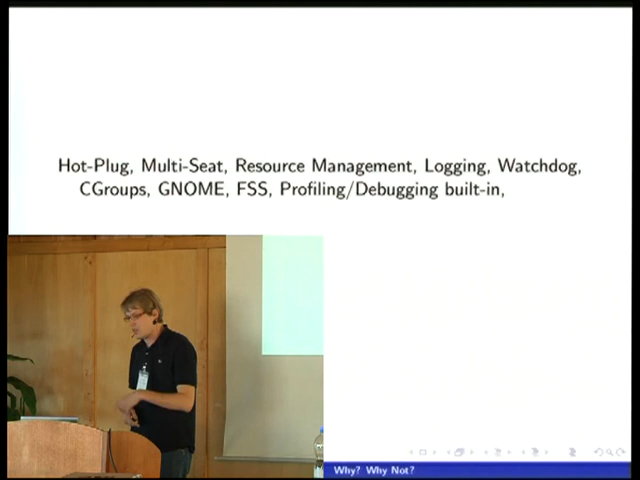 Hot-Plug, Multi-Seat, Resource Management, Logging, Watchdog,
CGroups, GNOME, FSS, Profiling/Debugging built-in,
Why? Why Not?